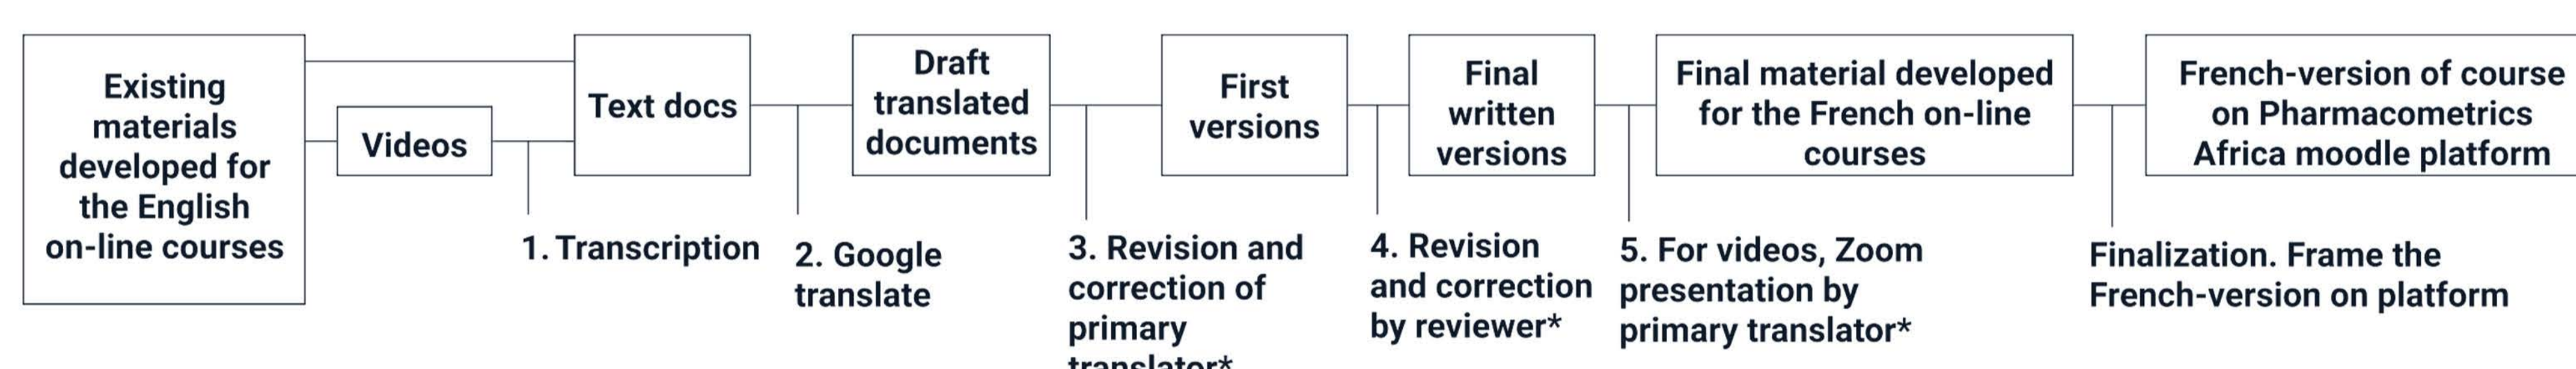 Existing
materials
developed for
the English
on-line courses
Videos
Text docs
Draft
translated
documents
First
versions
Final
written
versions
Final material developed
for the French on-line
courses
French-version of course
on Pharmacometrics
Africa moodle platform
1. Transcription
2. Google
translate
3. Revision and
correction of
primary
translator*
4. Revision
and correction
by reviewer*
5. For videos, Zoom
presentation by
primary translator*
Finalization. Frame the
French-version on platform